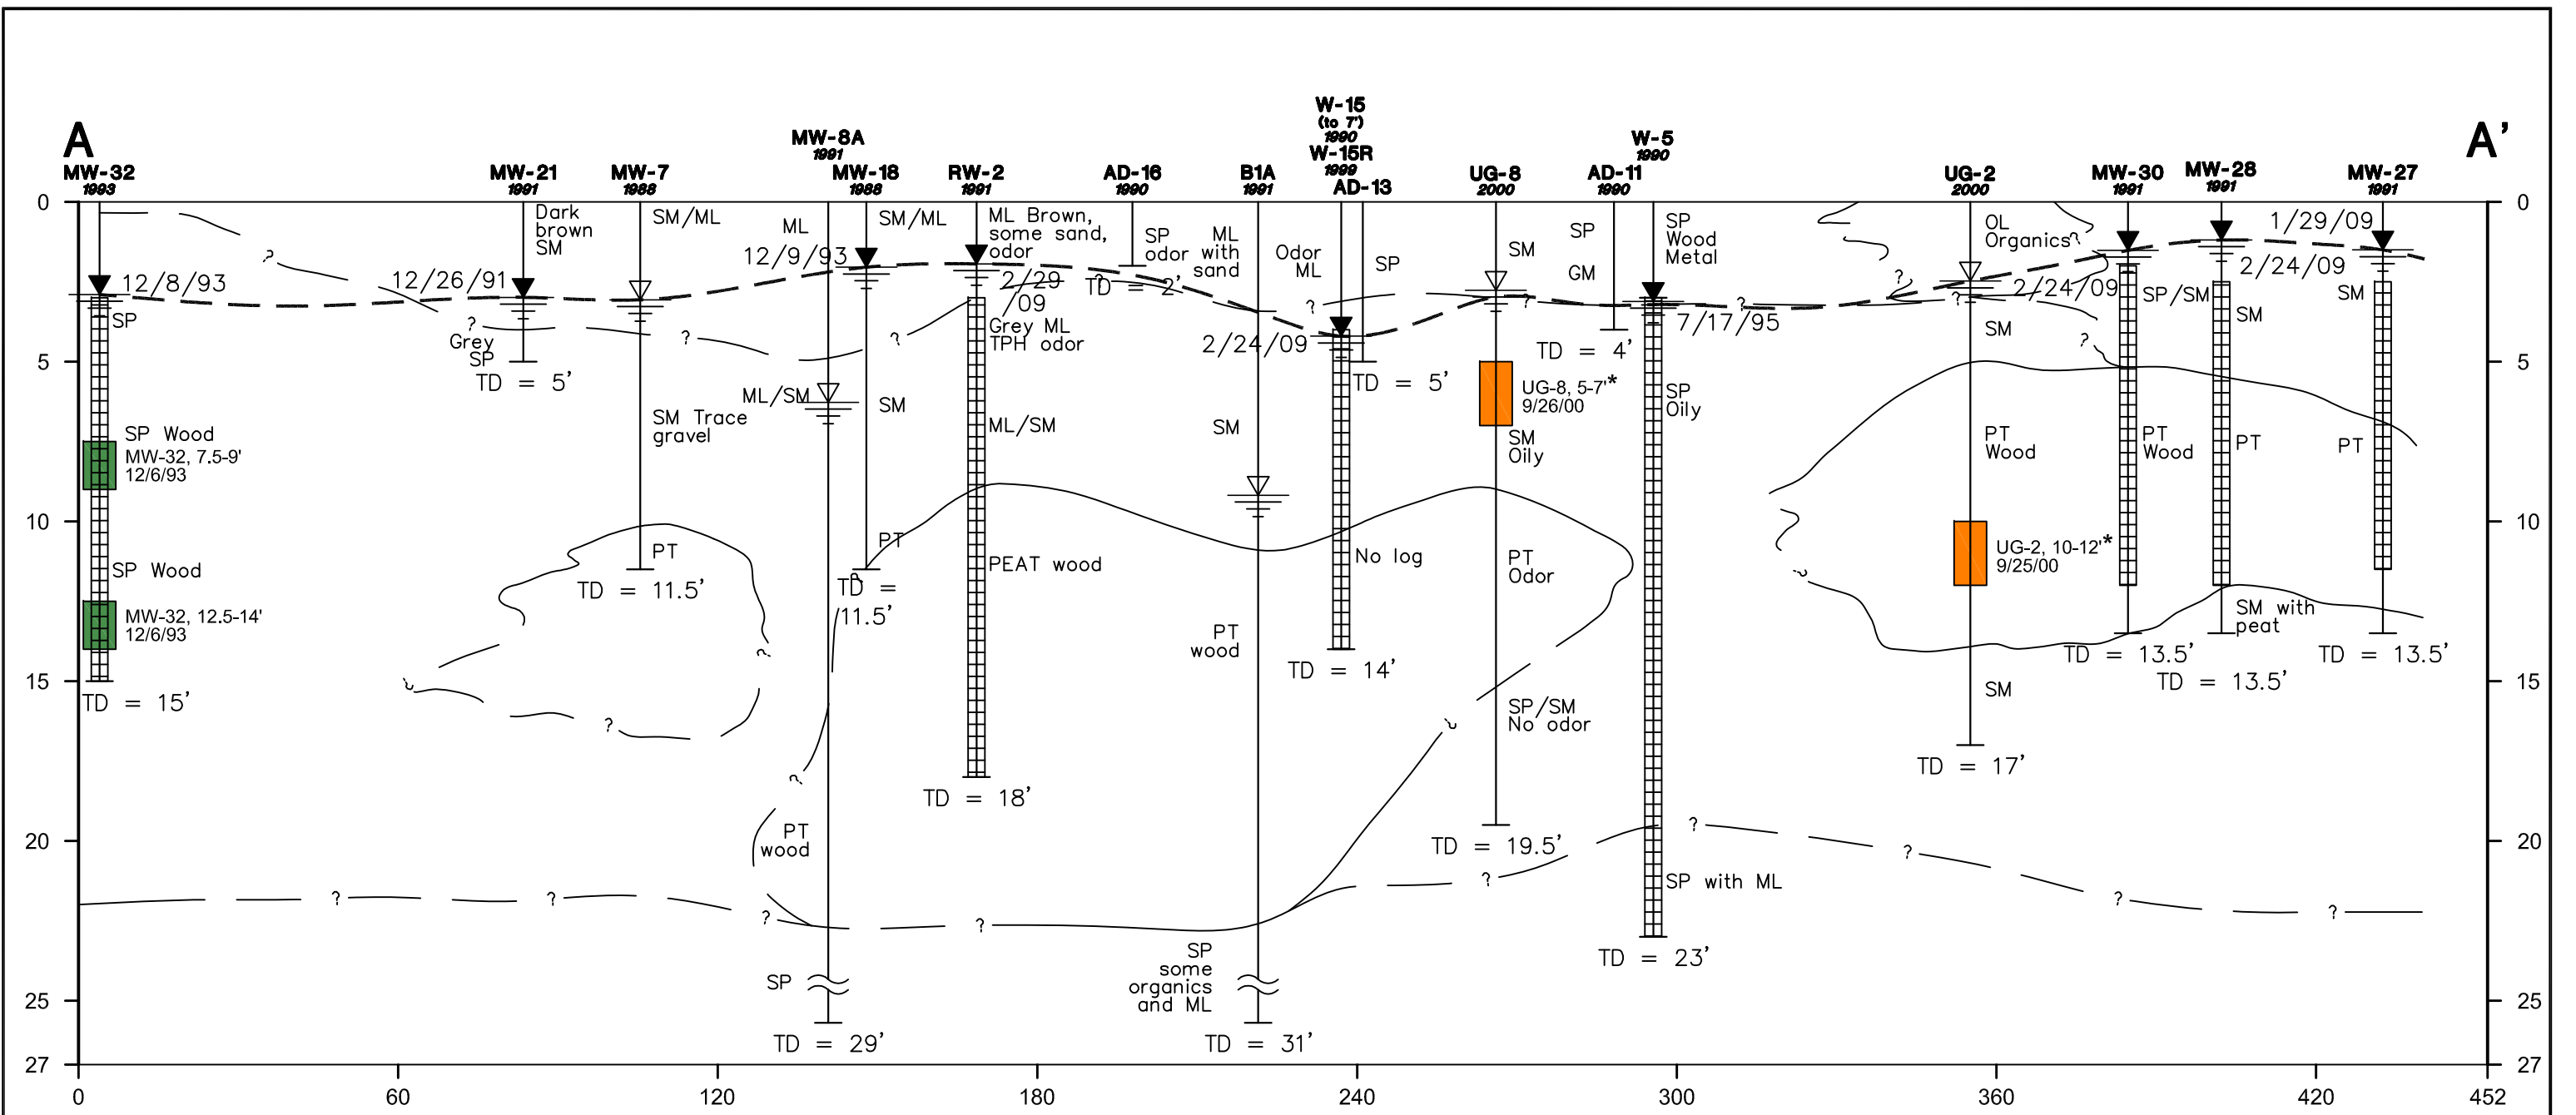 A
A'
MW-32
1993
MW-21
1991
MW-7
1988
MW-8A
1991
MW-18
1988
RW-2
1991
AD-16
1990
B1A
1991
W-15
(to 7')
1990
W-15R
1999
AD-13
UG-8
2000
AD-11
1990
W-5
1990
UG-2
2000
MW-30
1991
MW-28
1991
MW-27
1991
0
5
10
15
20
25
27
12/8/93
SP
SP Wood
MW-32, 7.5-9'
12/6/93
SP Wood
MW-32, 12.5-14'
12/6/93
TD = 15'
?
?
?
?
?
?
?
?
Dark
brown
SM
12/26/91
Grey
SP
TD = 5'
SM/ML
SM Trace
gravel
PT
TD = 11.5'
?
?
?
ML
12/9/93
ML/SM
?
PT
wood
?
SP
TD = 29'
SM/ML
?
SM
PT
?
TD =
11.5'
ML Brown,
some sand,
odor
2/29
/09
Grey ML
TPH odor
ML/SM
PEAT wood
TD = 18'
?
SP
odor
?
TD = 2'
ML
with
sand
SM
PT
wood
SP
some
organics
and ML
TD = 31'
Odor
ML
?
2/24/09
No log
TD = 14'
SP
TD = 5'
SM
?
UG-8, 5-7'*
9/26/00
SM
Oily
PT
Odor
?
SP/SM
No odor
TD = 19.5'
?
SP
GM
TD = 4'
SP
Wood
Metal
?
7/17/95
SP
Oily
?
SP with ML
TD = 23'
?
OL
Organics
?
?
?
2/24/09
SM
?
PT
Wood
UG-2, 10-12'*
9/25/00
?
SM
TD = 17'
SP/SM
PT
Wood
TD = 13.5'
?
2/24/09
SM
PT
SM with
peat
TD = 13.5'
1/29/09
SM
PT
TD = 13.5'
?
0
5
10
15
20
25
27
0
60
120
180
240
300
360
420
452